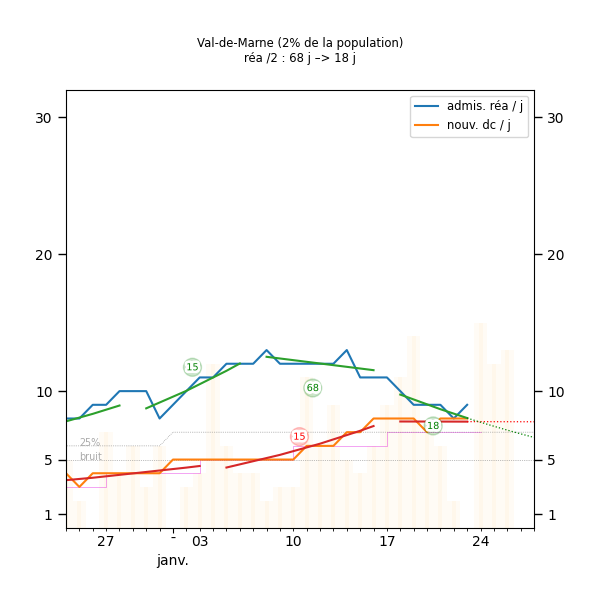 Val-de-Marne (2% de la population)
réa /2 : 68 j –> 18 j
admis. réa / j
nouv. dc / j
30 30
20 20
15
68
10 10
15
18
25%
bruit
5 5
1 1
27 - 03 10 17 24
janv.